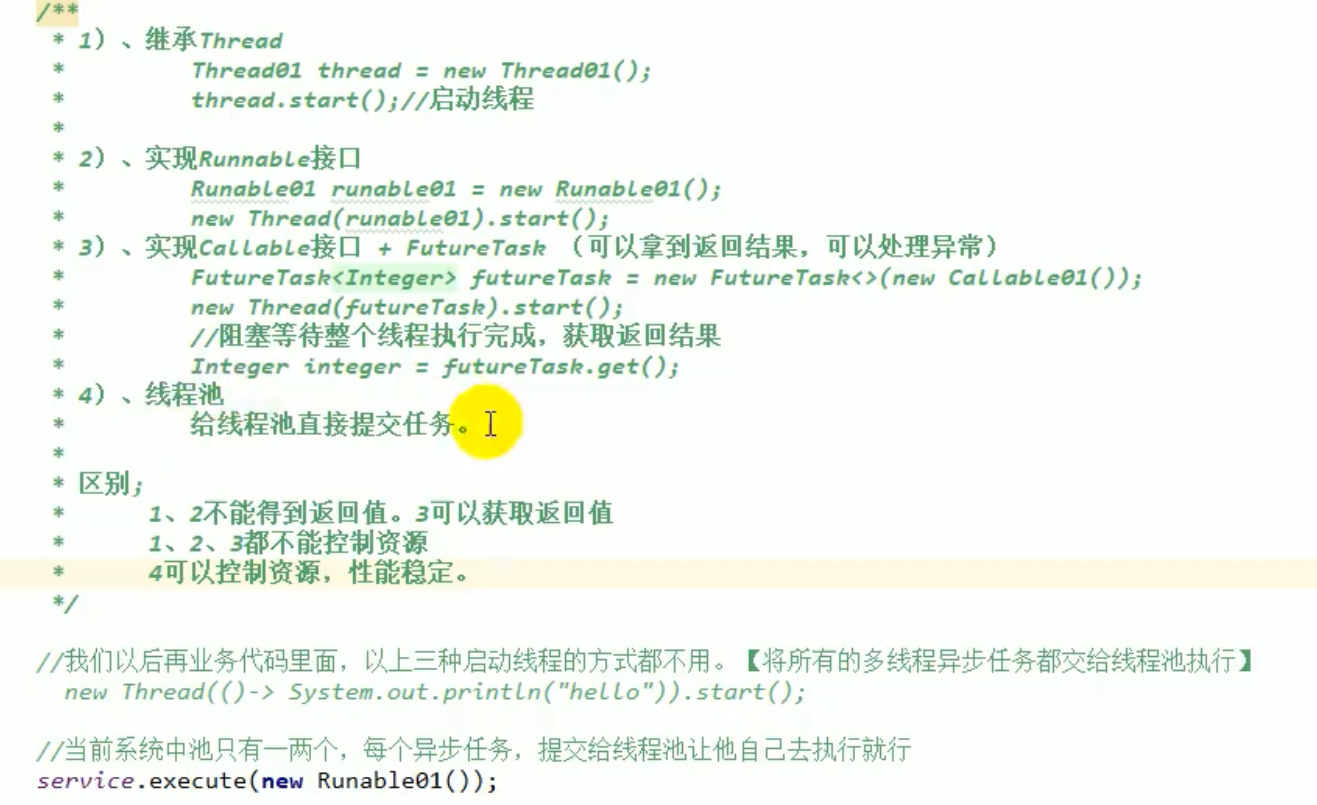 /**
* 1）、继承Thread
* Thread01 thread = new Thread01();
* thread.start();//启动线程
*
* 2）、实现Runnable接口
* Runable01 runable01 = new Runable01();
* new Thread(runable01).start();
* 3）、实现Callable接口 + FutureTask （可以拿到返回结果，可以处理异常）
* FutureTask<Integer> futureTask = new FutureTask<>(new Callable01());
* new Thread(futureTask).start();
* //阻塞等待整个线程执行完成，获取返回结果
* Integer integer = futureTask.get();
* 4）、线程池
* 给线程池直接提交任务。
*
* 区别;
* 1、2不能得到返回值。3可以获取返回值
* 1、2、3都不能控制资源
* 4可以控制资源，性能稳定。
*/
//我们以后再业务代码里面，以上三种启动线程的方式都不用。【将所有的多线程异步任务都交给线程池执行】
new Thread(()-> System.out.println("hello")).start();
//当前系统中池只有一两个，每个异步任务，提交给线程池让他自己去执行就行
service.execute(new Runable01());